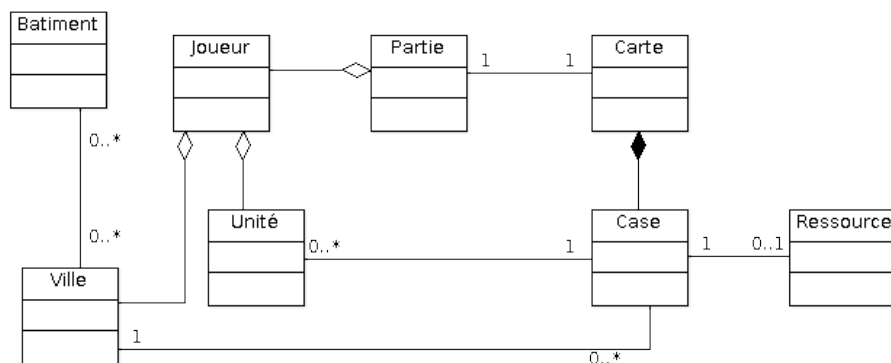 Batiment
Joueur
Partie
Carte
1
1
0..*
0..*
Unité
Case
Ressource
0..*
1
1
0..1
Ville
1
0..*